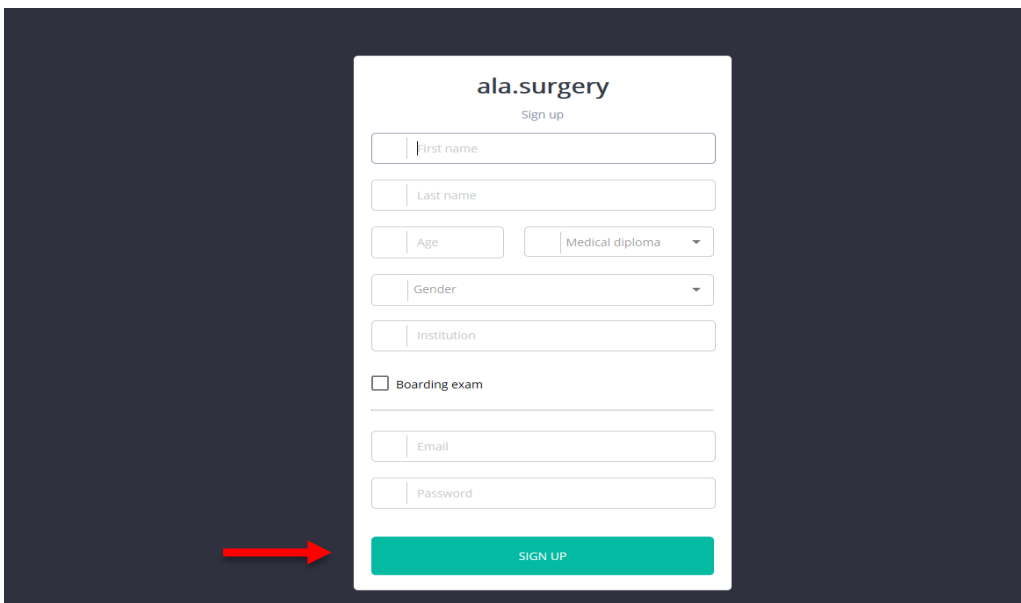 ala.surgery
Sign up
First name
Last name
Age
Medical diploma
Gender
Institution
Boarding exam
Email
Password
SIGN UP